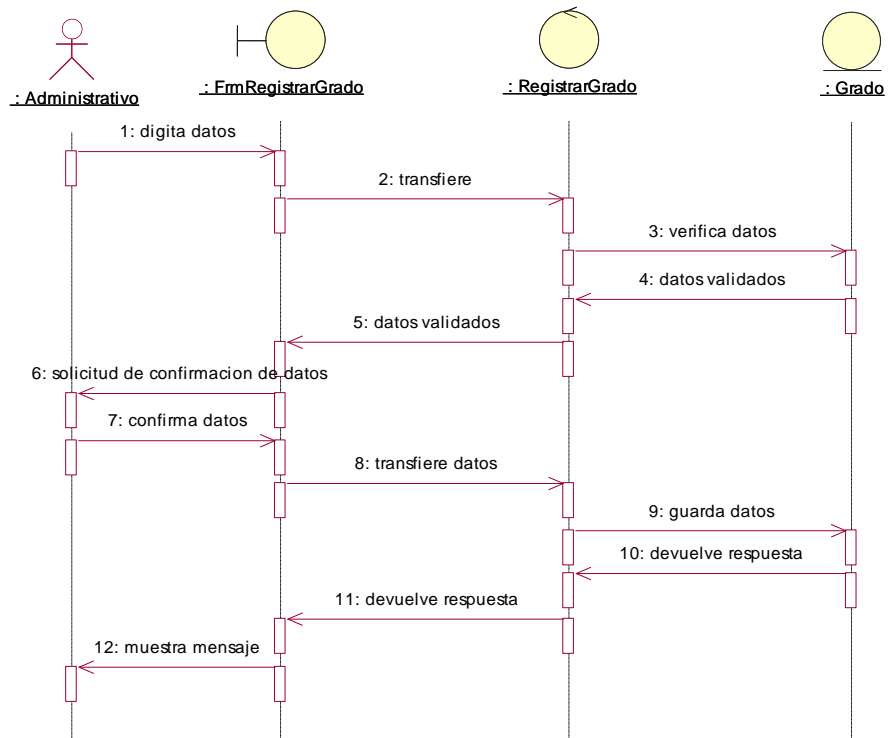 : Administrativo
: FrmRegistrarGrado
: RegistrarGrado
: Grado
1: digita datos
2: transfiere
3: verifica datos
4: datos validados
5: datos validados
6: solicitud de confirmacion de datos
7: confirma datos
8: transfiere datos
9: guarda datos
10: devuelve respuesta
11: devuelve respuesta
12: muestra mensaje